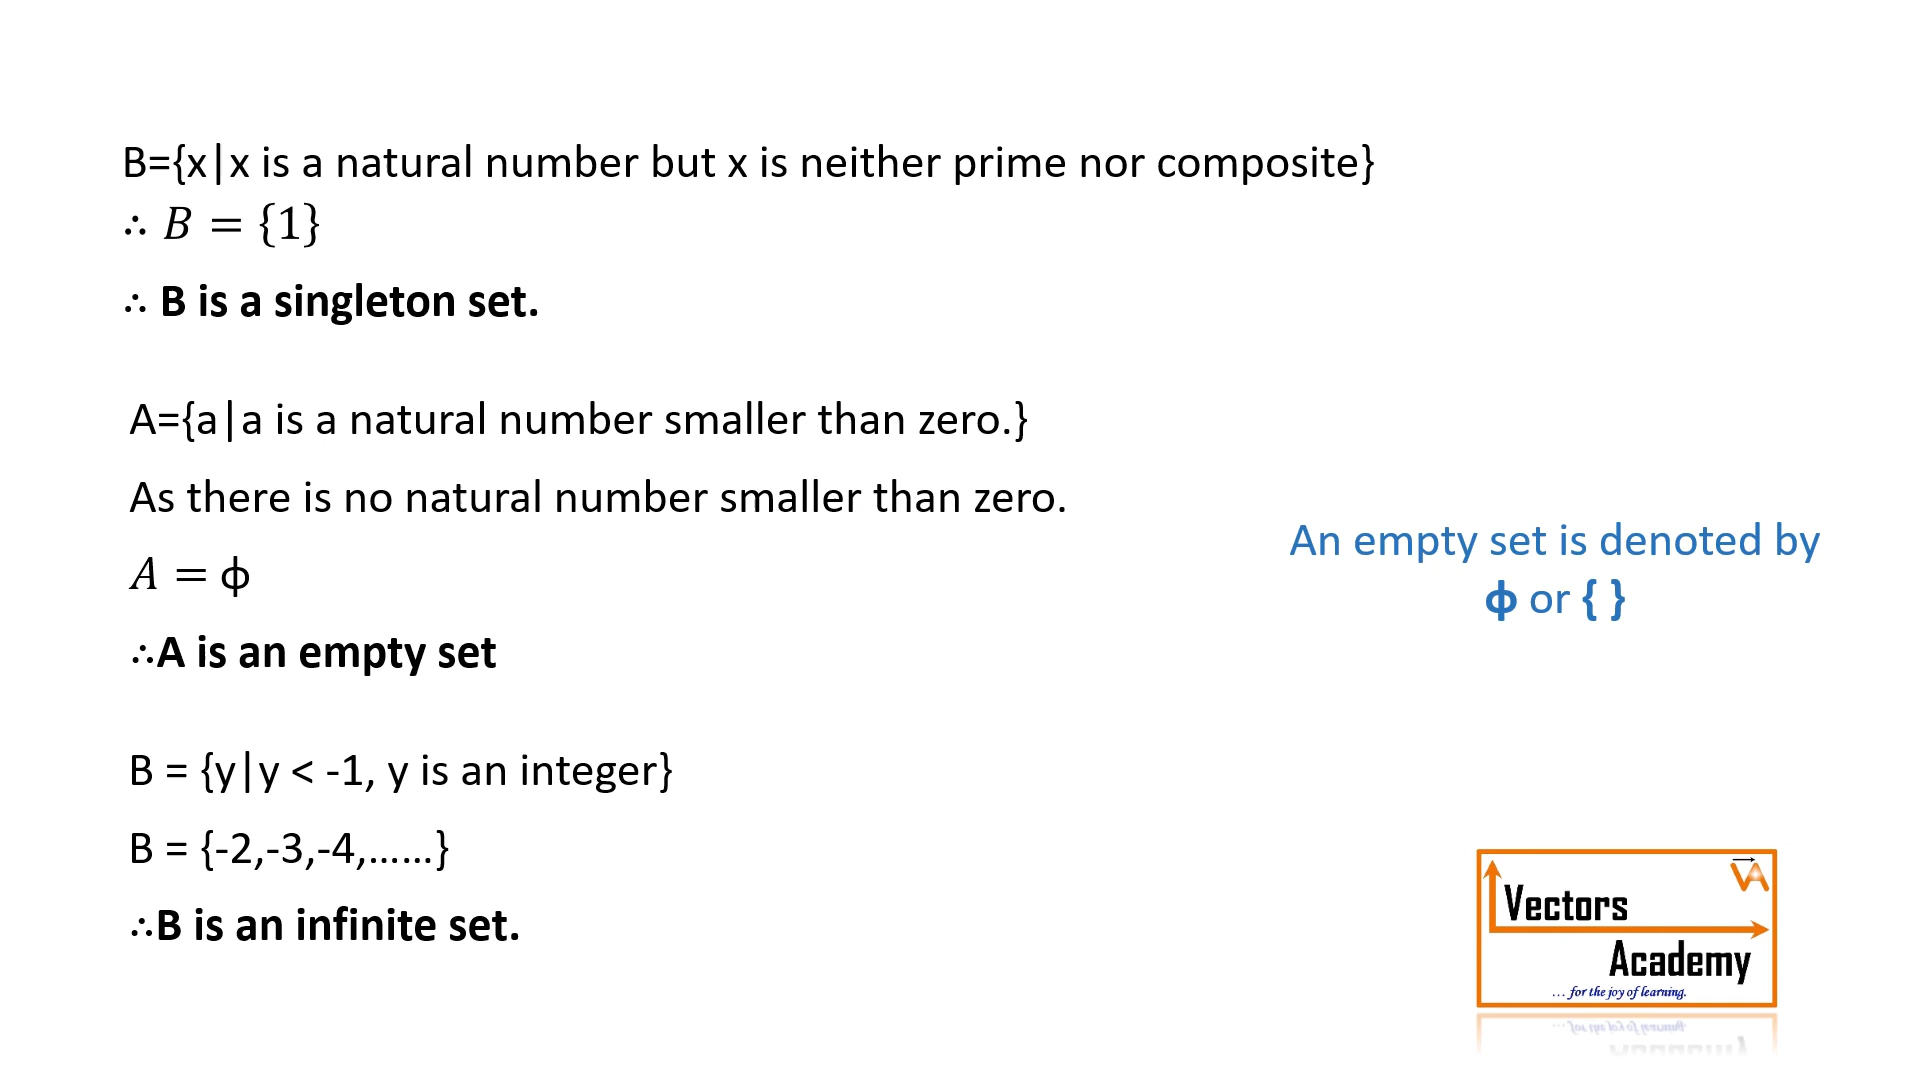 B={x|x is a natural number but x is neither prime nor composite}
∴ B = {1}
∴ B is a singleton set.
A={a|a is a natural number smaller than zero.}
As there is no natural number smaller than zero.
A = ϕ
∴A is an empty set
An empty set is denoted by
ϕ or { }
B = {y|y < -1, y is an integer}
B = {-2,-3,-4,……}
∴B is an infinite set.
VA
Vectors
Academy
... for the joy of learning.